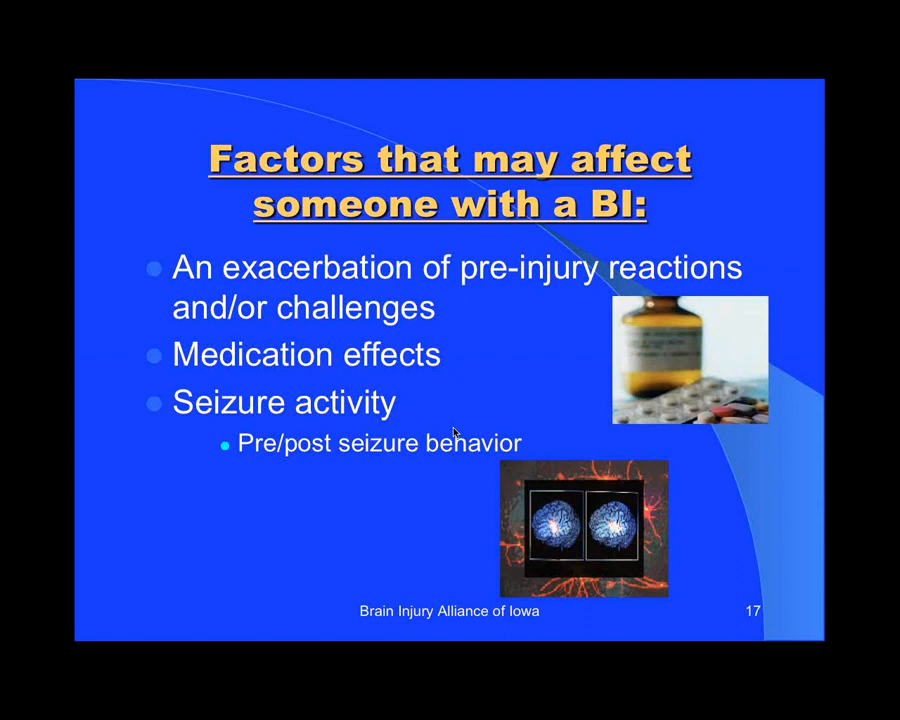 Factors that may affect
someone with a BI:
An exacerbation of pre-injury reactions
and/or challenges
Medication effects
Seizure activity
Pre/post seizure behavior
Brain Injury Alliance of Iowa
17